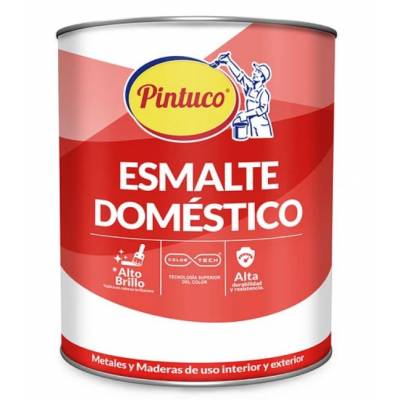 Pintuco®
ESMALTE
DOMÉSTICO
*Alto
Brillo
COLOR TECH
TECNOLOGÍA SUPERIOR
DEL COLOR
Alta
durabilidad
y resistencia.
Metales y Maderas de uso interior y exterior